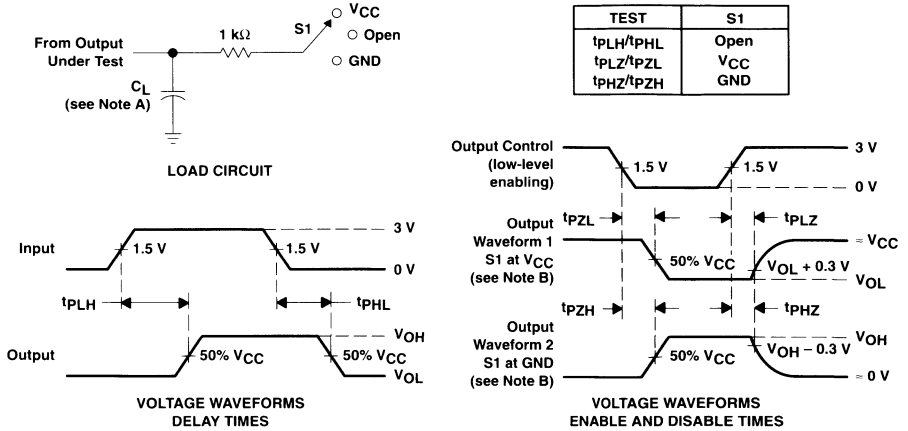 From Output
Under Test
1 kΩ
S1
VCC
Open
GND
CL
(see Note A)
LOAD CIRCUIT
TEST S1
tPLH/tPHL Open
tPLZ/tPZL VCC
tPHZ/tPZH GND
Input
1.5 V
1.5 V
3 V
0 V
tPLH
tPHL
Output
50% VCC
50% VCC
VOH
VOL
VOLTAGE WAVEFORMS
DELAY TIMES
Output Control
(low-level
enabling)
1.5 V
1.5 V
3 V
0 V
tPZL
tPLZ
Output
Waveform 1
S1 at VCC
(see Note B)
50% VCC
≈ VCC
VOL + 0.3 V
VOL
tPZH
tPHZ
Output
Waveform 2
S1 at GND
(see Note B)
50% VCC
VOH
VOH – 0.3 V
≈ 0 V
VOLTAGE WAVEFORMS
ENABLE AND DISABLE TIMES